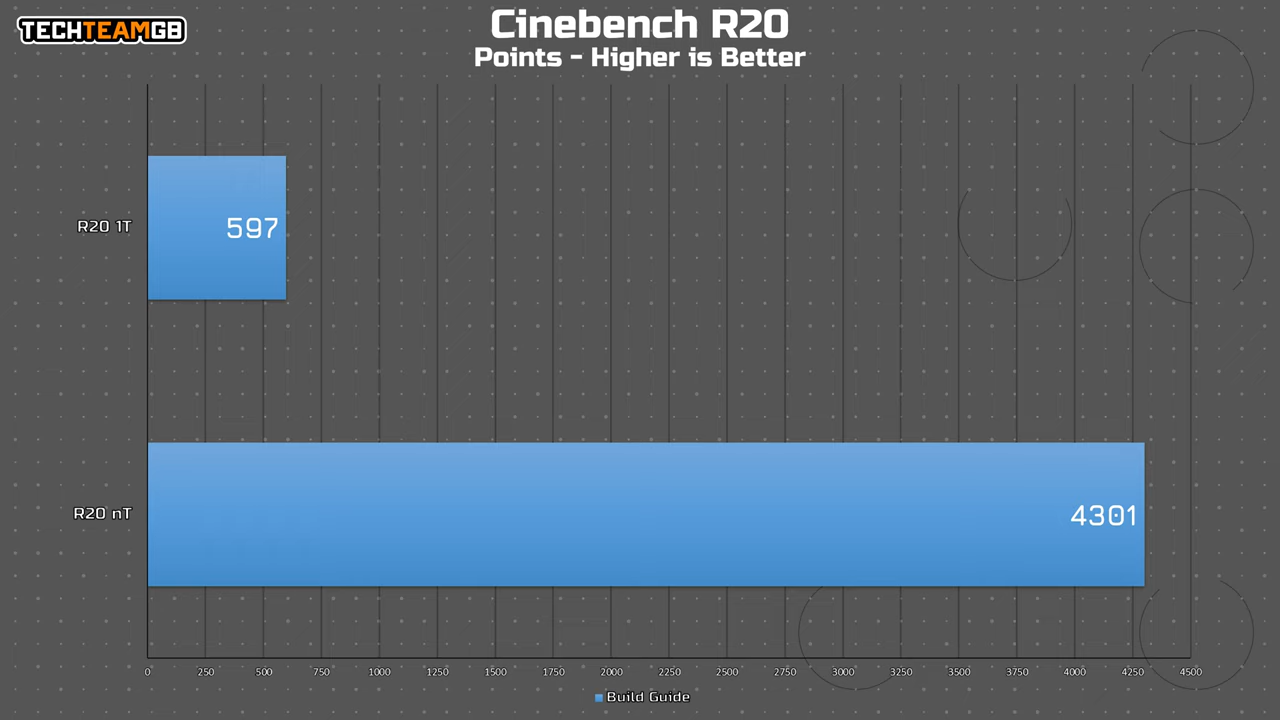 TECHTEAMGB
Cinebench R20
Points - Higher is Better
R20 1T
597
R20 nT
4301
0 250 500 750 1000 1250 1500 1750 2000 2250 2500 2750 3000 3250 3500 3750 4000 4250 4500
Build Guide